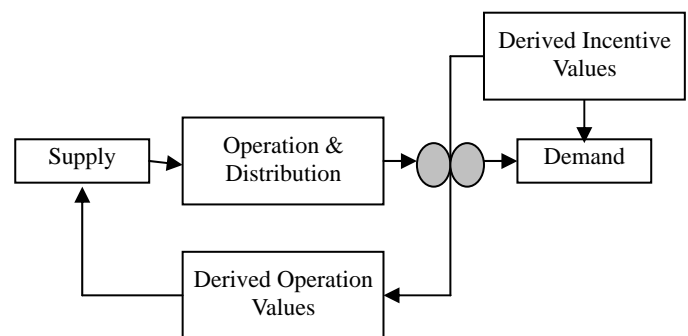 Derived Incentive
Values
Supply
Operation &
Distribution
Demand
Derived Operation
Values